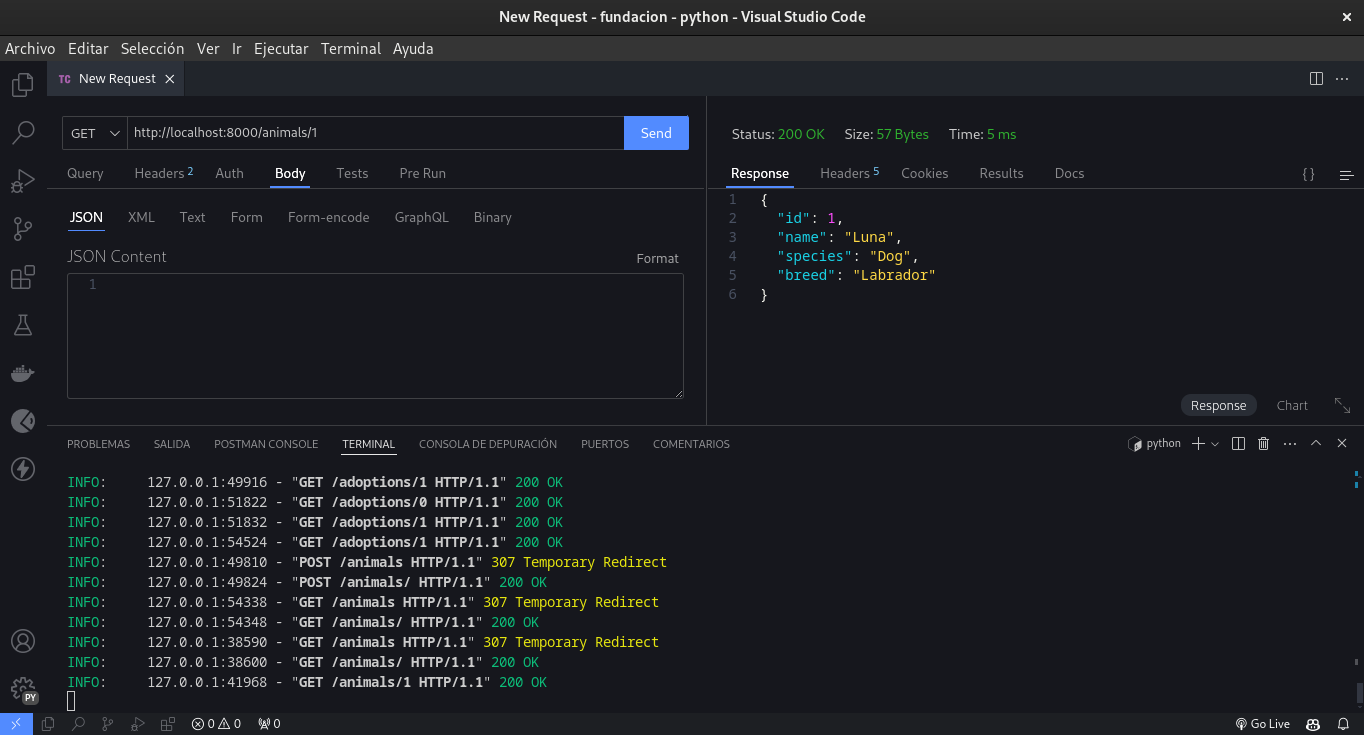 New Request - fundacion - python - Visual Studio Code
Archivo Editar Selección Ver Ir Ejecutar Terminal Ayuda
TC New Request
GET http://localhost:8000/animals/1 Send
Query Headers 2 Auth Body Tests Pre Run
JSON XML Text Form Form-encode GraphQL Binary
JSON Content Format
1
Status: 200 OK Size: 57 Bytes Time: 5 ms
Response Headers 5 Cookies Results Docs { }
1 {
2 "id": 1,
3 "name": "Luna",
4 "species": "Dog",
5 "breed": "Labrador"
6 }
Response Chart
PROBLEMAS SALIDA POSTMAN CONSOLE TERMINAL CONSOLA DE DEPURACIÓN PUERTOS COMENTARIOS python
INFO: 127.0.0.1:49916 - "GET /adoptions/1 HTTP/1.1" 200 OK
INFO: 127.0.0.1:51822 - "GET /adoptions/0 HTTP/1.1" 200 OK
INFO: 127.0.0.1:51832 - "GET /adoptions/1 HTTP/1.1" 200 OK
INFO: 127.0.0.1:54524 - "GET /adoptions/1 HTTP/1.1" 200 OK
INFO: 127.0.0.1:49810 - "POST /animals HTTP/1.1" 307 Temporary Redirect
INFO: 127.0.0.1:49824 - "POST /animals/ HTTP/1.1" 200 OK
INFO: 127.0.0.1:54338 - "GET /animals HTTP/1.1" 307 Temporary Redirect
INFO: 127.0.0.1:54348 - "GET /animals/ HTTP/1.1" 200 OK
INFO: 127.0.0.1:38590 - "GET /animals HTTP/1.1" 307 Temporary Redirect
INFO: 127.0.0.1:38600 - "GET /animals/ HTTP/1.1" 200 OK
INFO: 127.0.0.1:41968 - "GET /animals/1 HTTP/1.1" 200 OK
PY
0 0 0 Go Live